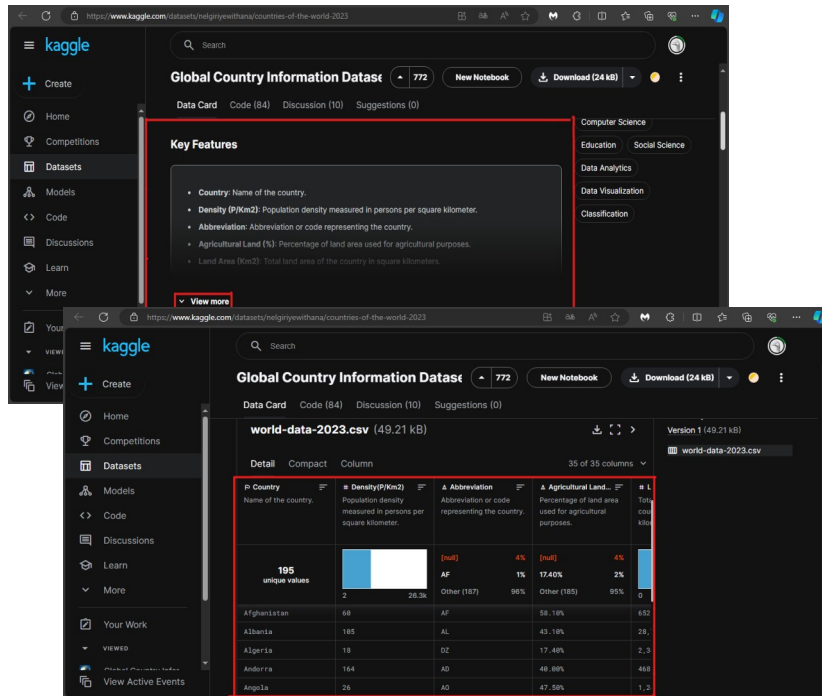 https://www.kaggle.com/datasets/nelgiriyewithana/countries-of-the-world-2023
kaggle
Search
Create
Global Country Information Datase
772
New Notebook
Download (24 kB)
Data Card Code (84) Discussion (10) Suggestions (0)
Home
Competitions
Datasets
Models
Code
Discussions
Learn
More
Your
VIEWE
View
Key Features
Country: Name of the country.
Density (P/Km2): Population density measured in persons per square kilometer.
Abbreviation: Abbreviation or code representing the country.
Agricultural Land (%): Percentage of land area used for agricultural purposes.
Land Area (Km2): Total land area of the country in square kilometers.
View more
Computer Science
Education Social Science
Data Analytics
Data Visualization
Classification
https://www.kaggle.com/datasets/nelgiriyewithana/countries-of-the-world-2023
kaggle
Search
Create
Global Country Information Datase
772
New Notebook
Download (24 kB)
Data Card Code (84) Discussion (10) Suggestions (0)
Home
Competitions
Datasets
Models
Code
Discussions
Learn
More
Your Work
VIEWED
View Active Events
world-data-2023.csv (49.21 kB)
Detail Compact Column
35 of 35 columns
Country
Name of the country.
195
unique values
# Density(P/Km2)
Population density
measured in persons per
square kilometer.
2 26.3k
Abbreviation
Abbreviation or code
representing the country.
[null] 4%
AF 1%
Other (187) 96%
Agricultural Land...
Percentage of land area
used for agricultural
purposes.
[null] 4%
17.40% 2%
Other (185) 95%
# L
Tota
cou
kilo
0
Afghanistan 60 AF 58.10% 652
Albania 105 AL 43.10% 28,
Algeria 18 DZ 17.40% 2,3
Andorra 164 AD 40.00% 468
Angola 26 AO 47.50% 1,2
Version 1 (49.21 kB)
world-data-2023.csv